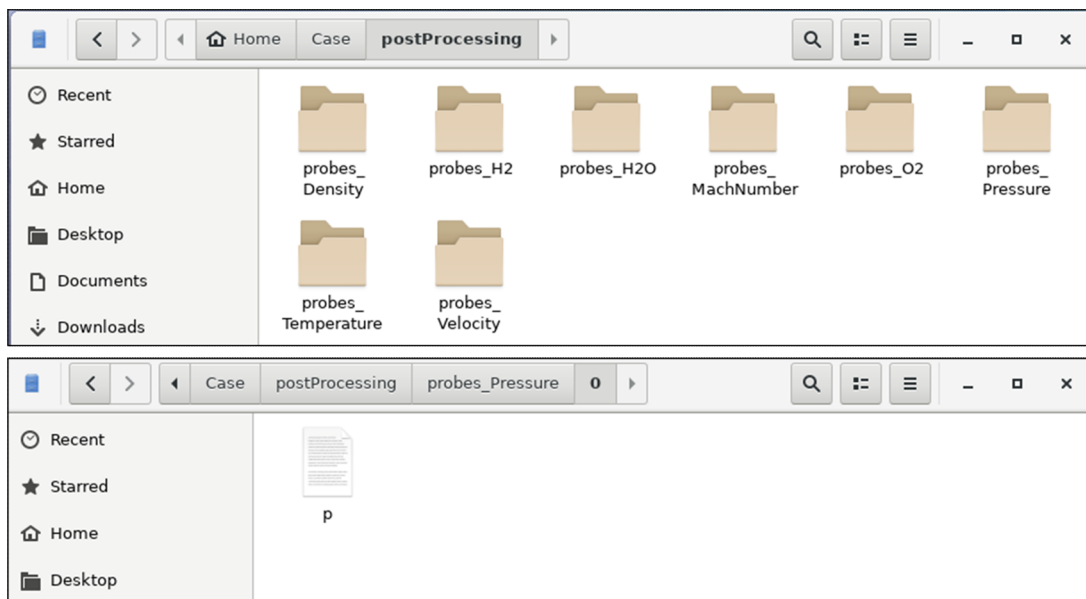 Home Case postProcessing
Recent
Starred
Home
Desktop
Documents
Downloads
probes_ probes_H2 probes_H2O probes_ probes_O2 probes_
Density MachNumber Pressure
probes_ probes_
Temperature Velocity
Case postProcessing probes_Pressure 0
Recent
Starred
Home
Desktop
p